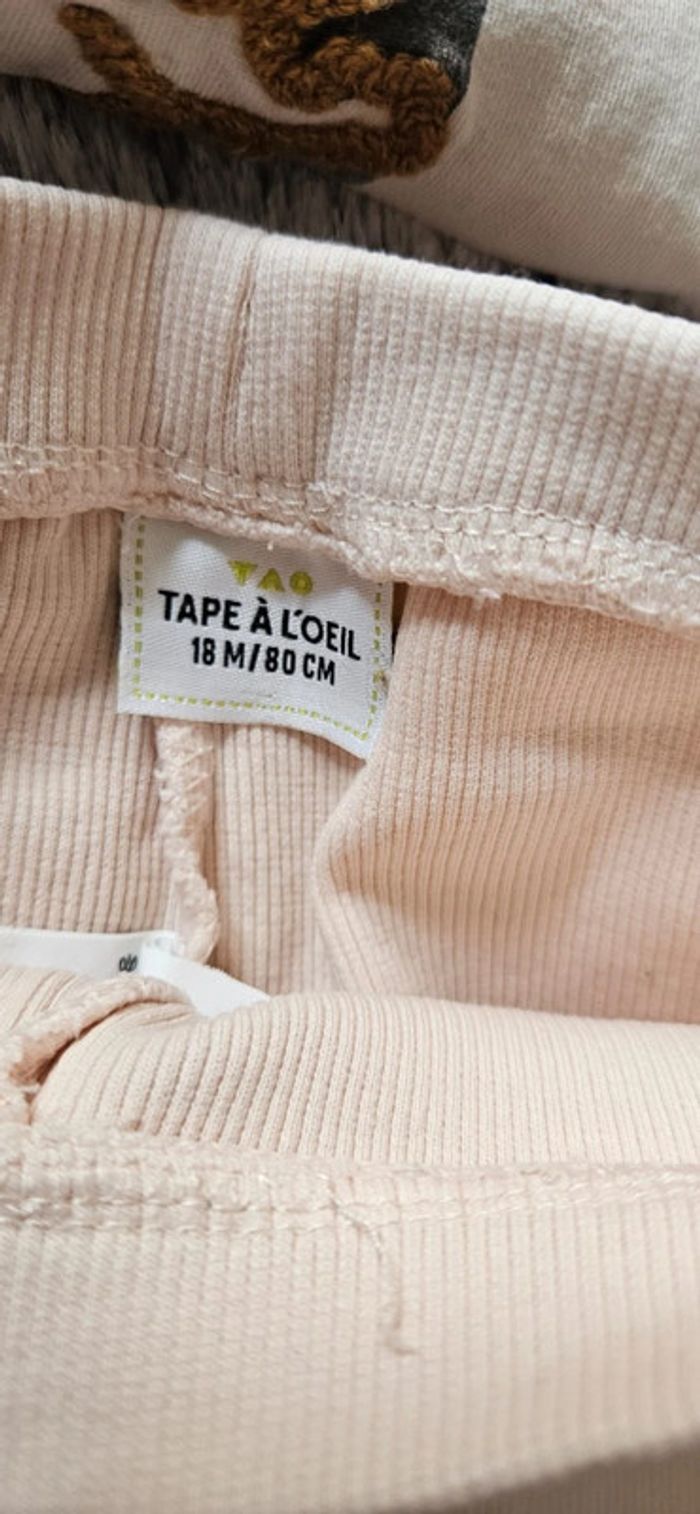 TAO
TAPE À L'OEIL
18 M/80 CM